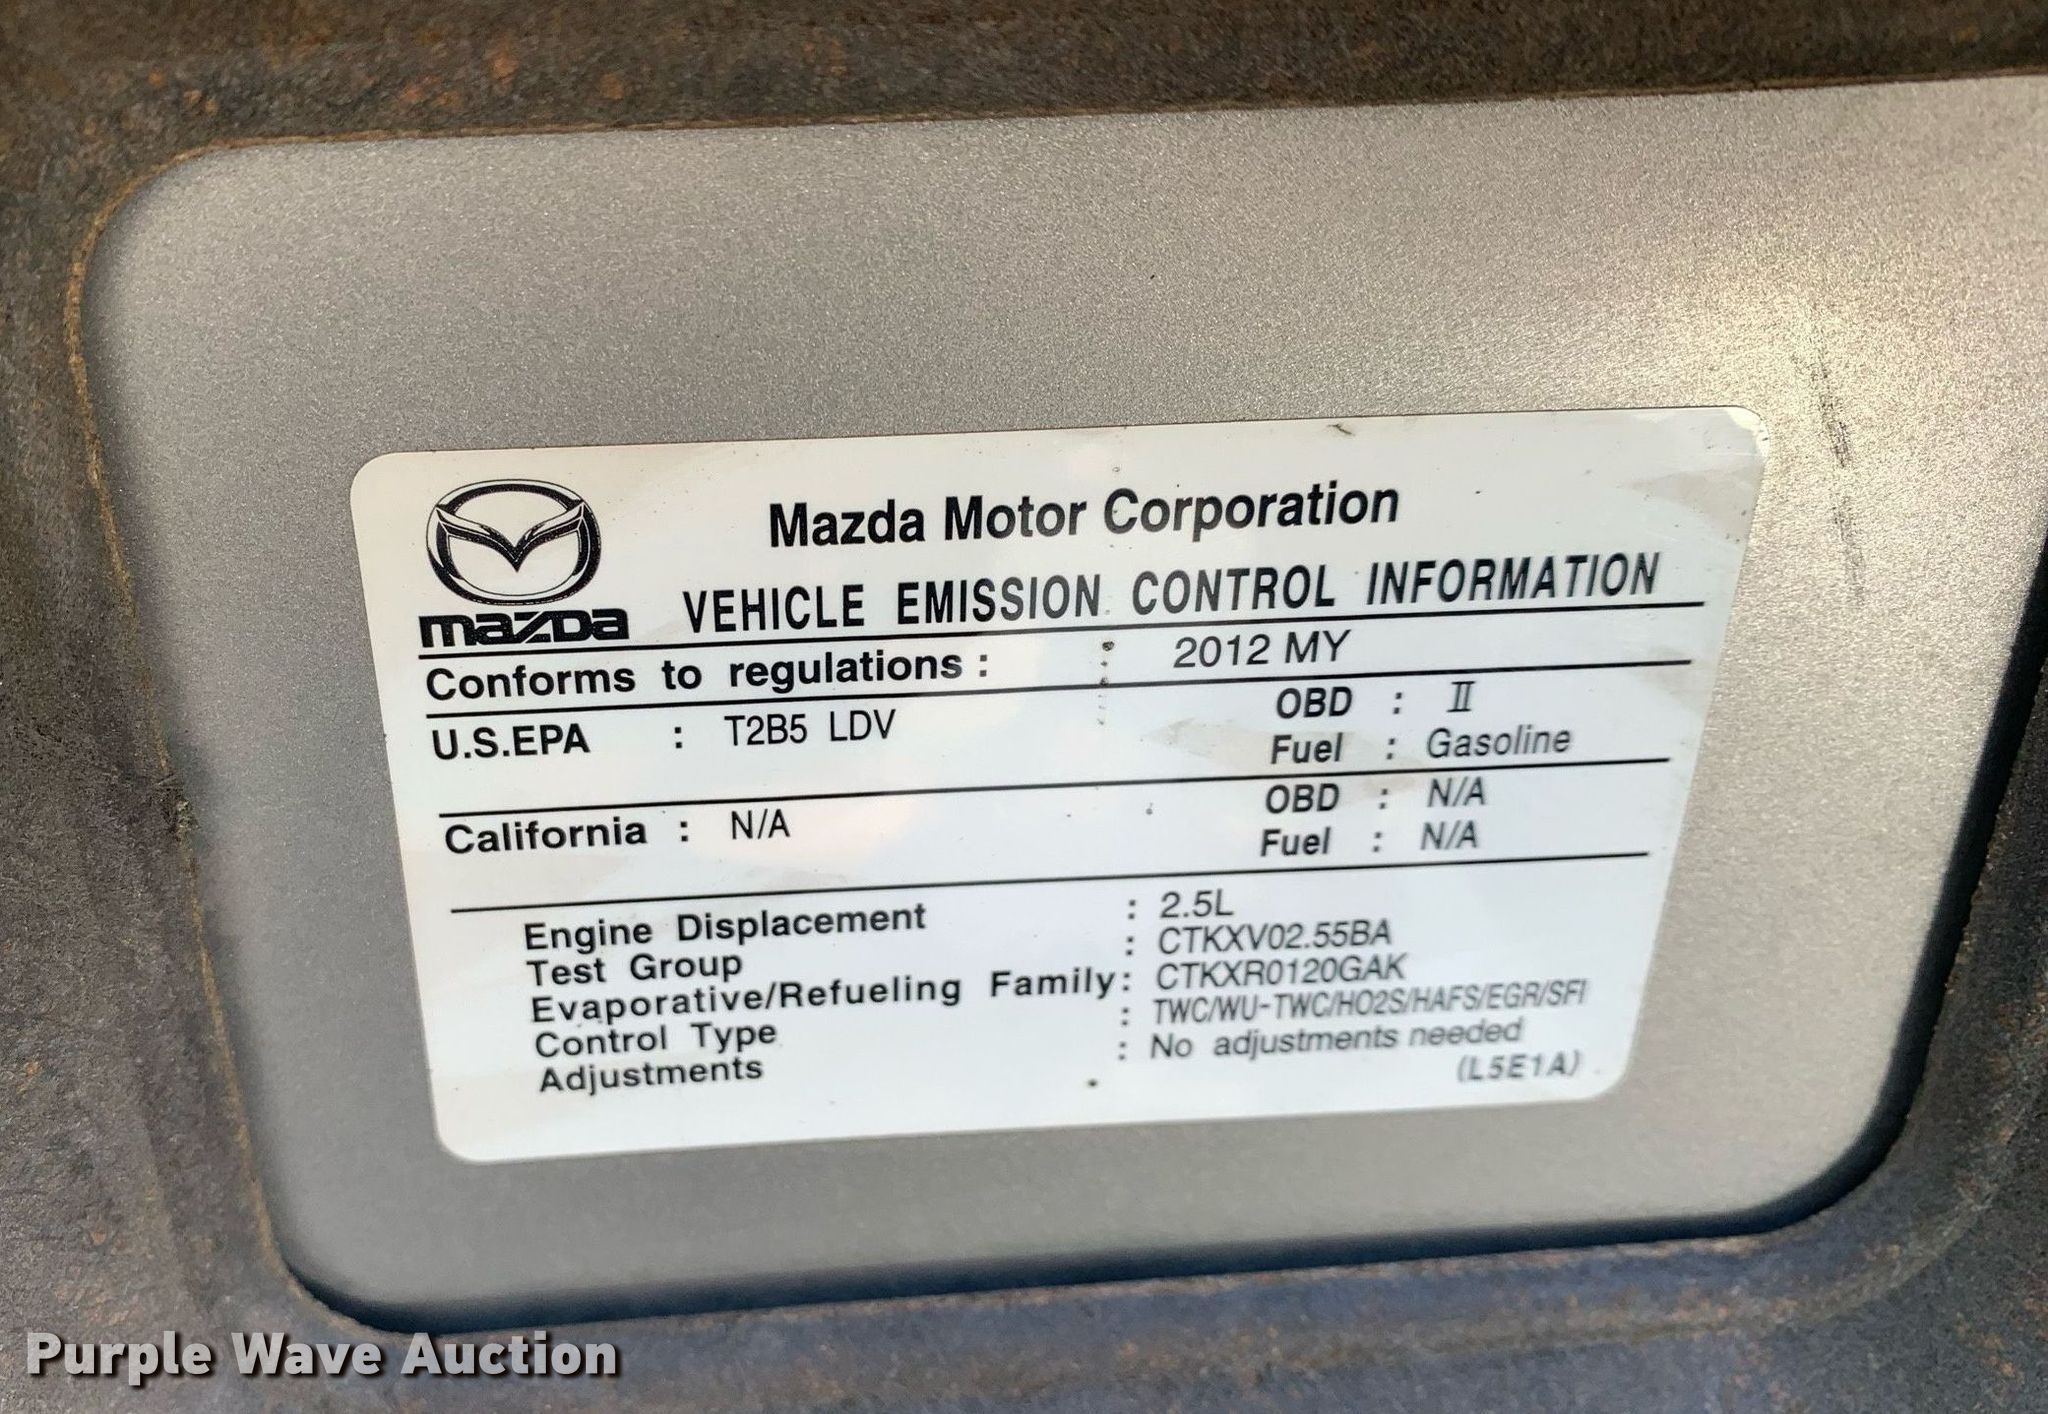 Mazda Motor Corporation
mazda VEHICLE EMISSION CONTROL INFORMATION
Conforms to regulations : : 2012 MY
U.S.EPA : T2B5 LDV OBD : II
Fuel : Gasoline
California : N/A OBD : N/A
Fuel : N/A
Engine Displacement : 2.5L
Test Group : CTKXV02.55BA
Evaporative/Refueling Family : CTKXR0120GAK
Control Type : TWC/WU-TWC/HO2S/HAFS/EGR/SFI
Adjustments : No adjustments needed
(L5E1A)
Purple Wave Auction